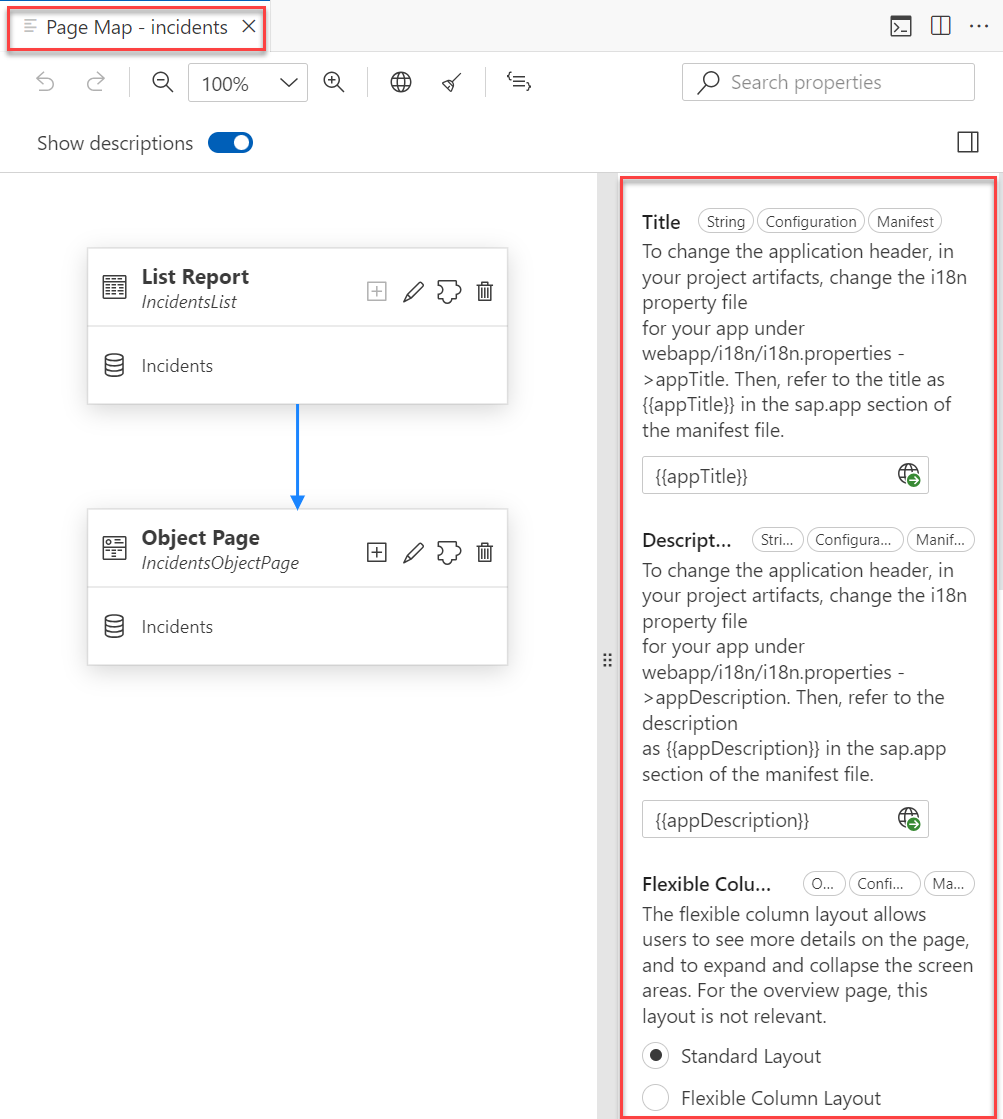 Page Map - incidents
100%
Search properties
Show descriptions
List Report
IncidentsList
Incidents
Object Page
IncidentsObjectPage
Incidents
Title String Configuration Manifest
To change the application header, in
your project artifacts, change the i18n
property file
for your app under
webapp/i18n/i18n.properties -
>appTitle. Then, refer to the title as
{{appTitle}} in the sap.app section of
the manifest file.
{{appTitle}}
Descript... Stri... Configura... Manif...
To change the application header, in
your project artifacts, change the i18n
property file
for your app under
webapp/i18n/i18n.properties -
>appDescription. Then, refer to the
description
as {{appDescription}} in the sap.app
section of the manifest file.
{{appDescription}}
Flexible Colu... O... Confi... Ma...
The flexible column layout allows
users to see more details on the page,
and to expand and collapse the screen
areas. For the overview page, this
layout is not relevant.
Standard Layout
Flexible Column Layout